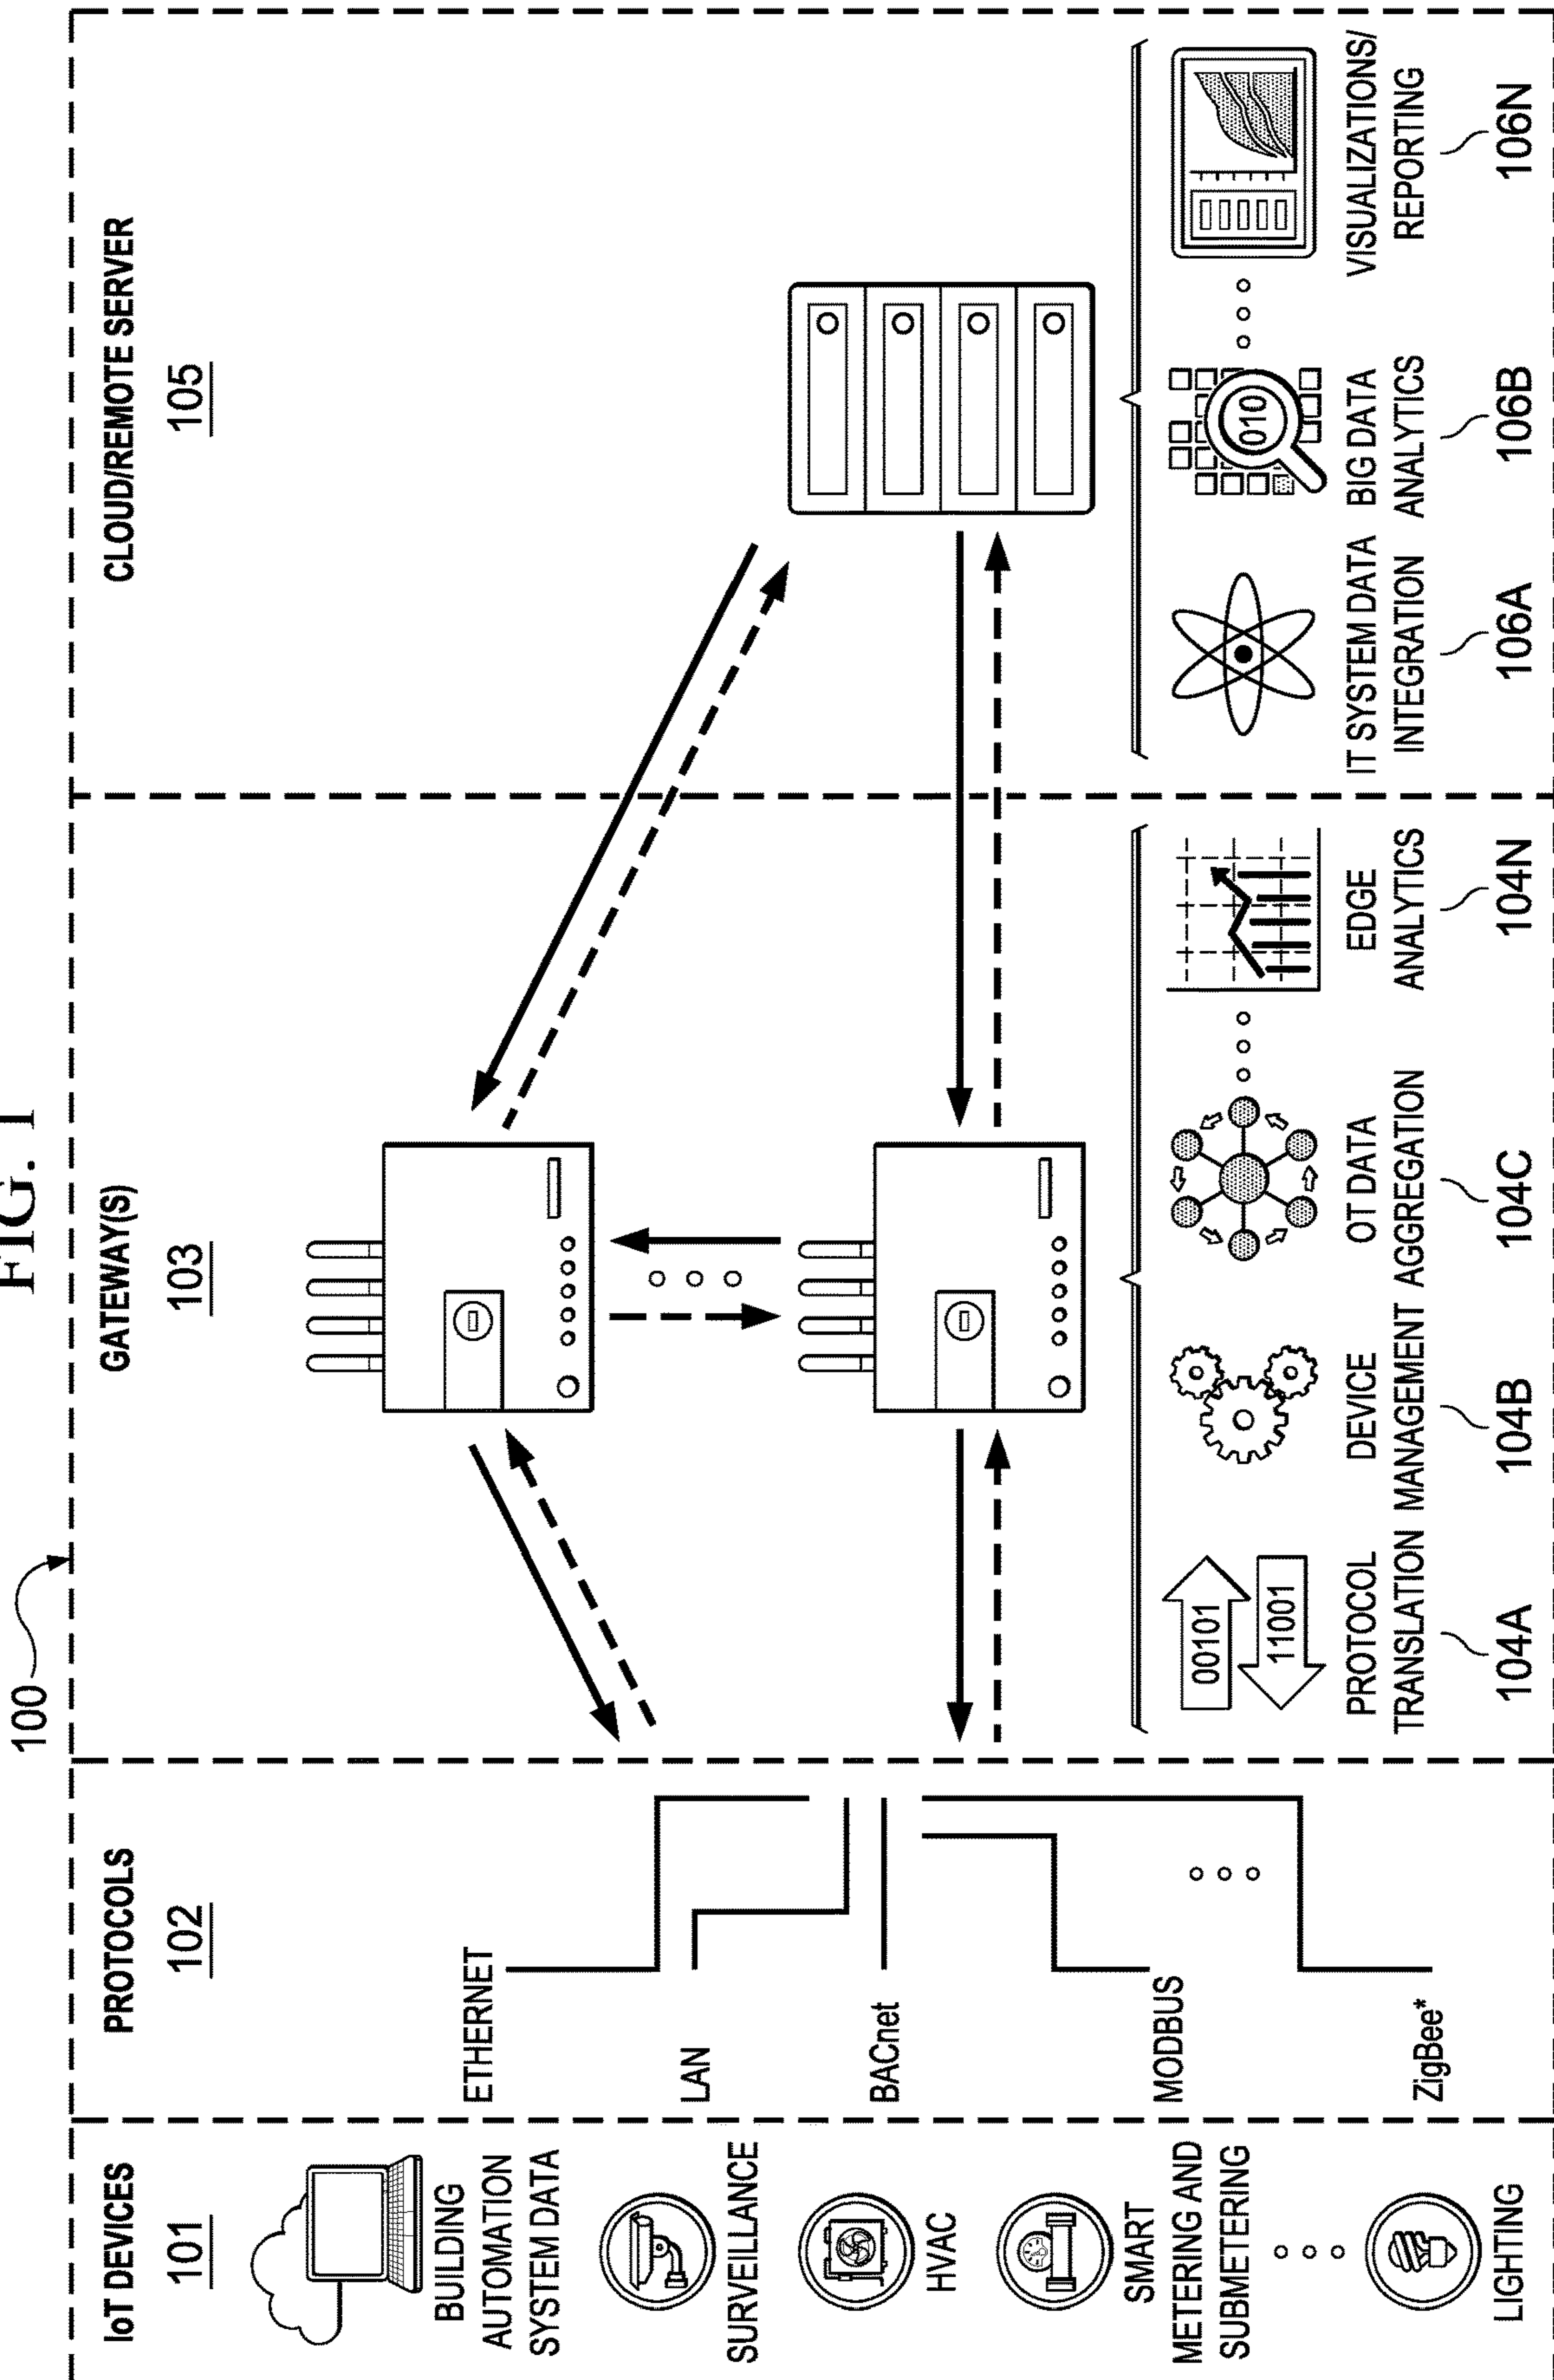 FIG. 1
100
IoT DEVICES
101
BUILDING
AUTOMATION
SYSTEM DATA
SURVEILLANCE
HVAC
SMART
METERING AND
SUBMETERING
LIGHTING
PROTOCOLS
102
ETHERNET
LAN
BACnet
MODBUS
ZigBee*
GATEWAY(S)
103
00101
11001
PROTOCOL
TRANSLATION
104A
DEVICE
MANAGEMENT
104B
OT DATA
AGGREGATION
104C
EDGE
ANALYTICS
104N
CLOUD/REMOTE SERVER
105
IT SYSTEM DATA
INTEGRATION
106A
010
BIG DATA
ANALYTICS
106B
VISUALIZATIONS/
REPORTING
106N